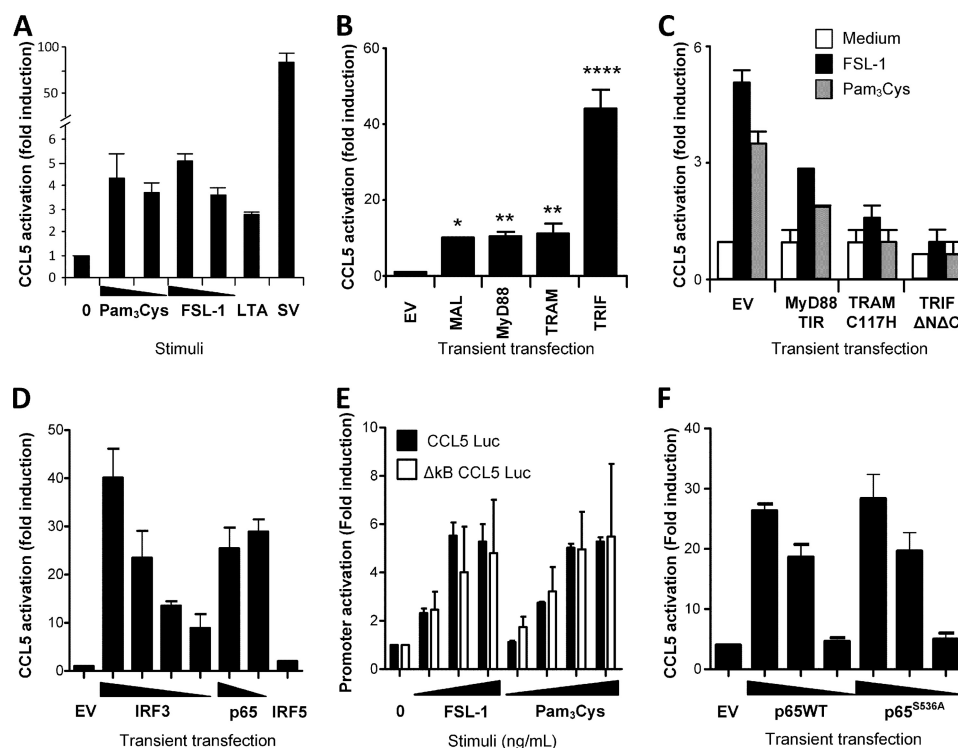 A
CCL5 activation (fold induction)
100
50
6
5
4
3
2
1
0
0 Pam₃Cys FSL-1 LTA SV
Stimuli
B
CCL5 activation (fold induction)
60
40
20
0
* ** ** ****
EV MAL MyD88 TRAM TRIF
Transient transfection
C
Medium
FSL-1
Pam₃Cys
CCL5 activation (fold induction)
6
3
0
EV MyD88 TRAM TRIF
TIR C117H ΔNΔC
Transient transfection
D
CCL5 activation (fold induction)
50
40
30
20
10
0
EV IRF3 p65 IRF5
Transient transfection
E
CCL5 Luc
ΔkB CCL5 Luc
Promoter activation (Fold induction)
10
8
6
4
2
0
0 FSL-1 Pam₃Cys
Stimuli (ng/mL)
F
CCL5 activation (Fold induction)
40
30
20
10
0
EV p65WT p65ˢ⁵³⁶ᴬ
Transient transfection